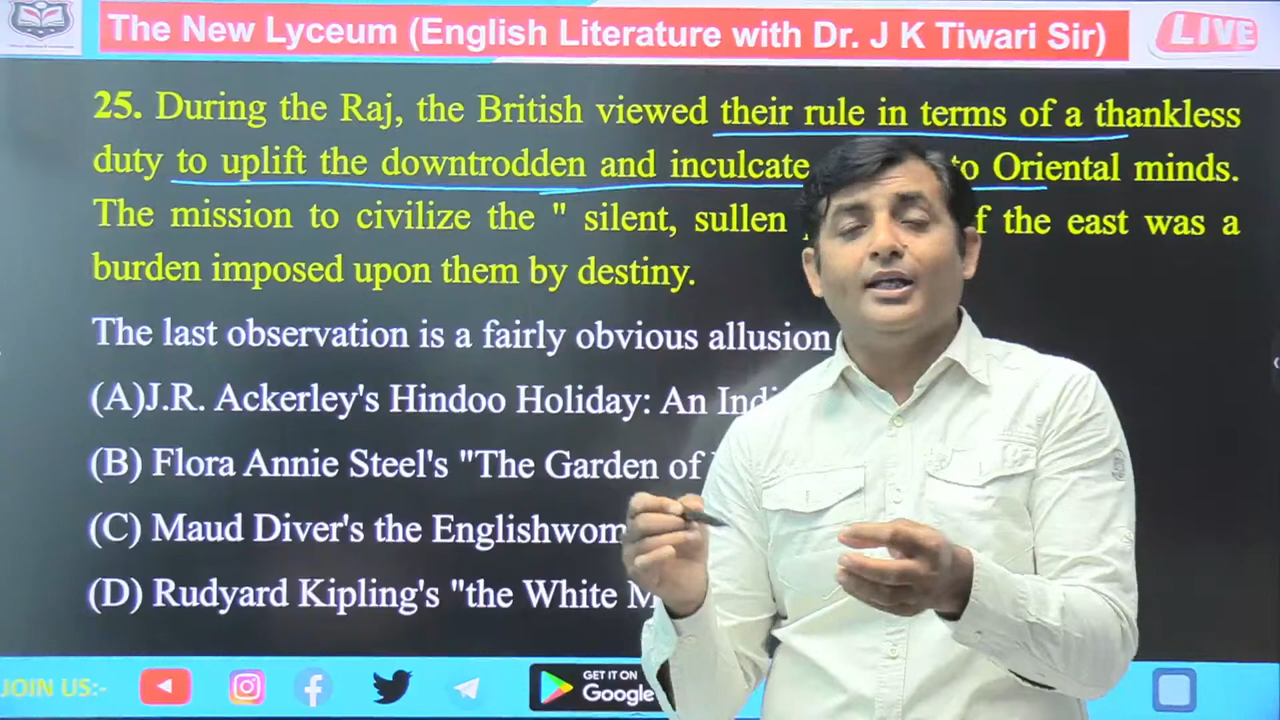 The New Lyceum (English Literature with Dr. J K Tiwari Sir)
LIVE
25. During the Raj, the British viewed their rule in terms of a thankless
duty to uplift the downtrodden and inculcate to Oriental minds.
The mission to civilize the " silent, sullen of the east was a
burden imposed upon them by destiny.
The last observation is a fairly obvious allusion
(A)J.R. Ackerley's Hindoo Holiday: An
(B) Flora Annie Steel's "The Garden of
(C) Maud Diver's the
(D) Rudyard Kipling's "the White
JOIN US:-
GET IT ON
Google